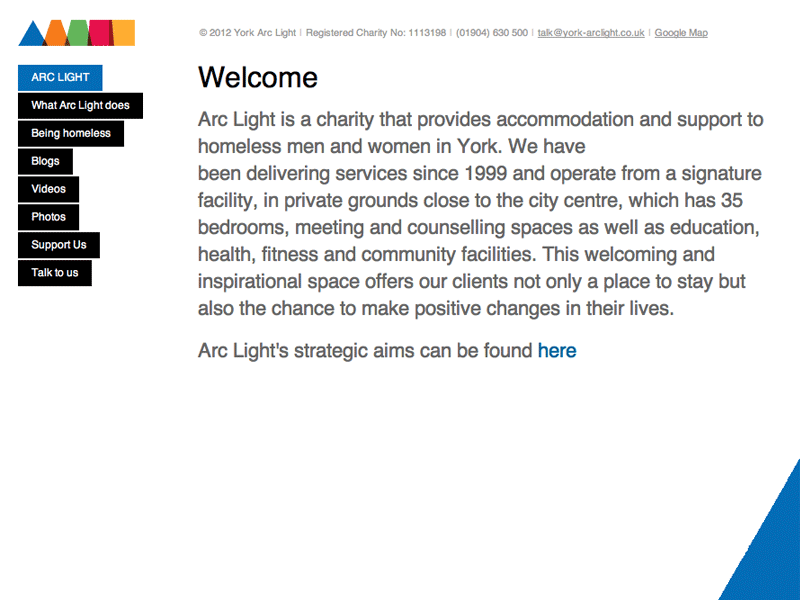 © 2012 York Arc Light | Registered Charity No: 1113198 | (01904) 630 500 | talk@york-arclight.co.uk | Google Map
ARC LIGHT
What Arc Light does
Being homeless
Blogs
Videos
Photos
Support Us
Talk to us
Welcome
Arc Light is a charity that provides accommodation and support to
homeless men and women in York. We have
been delivering services since 1999 and operate from a signature
facility, in private grounds close to the city centre, which has 35
bedrooms, meeting and counselling spaces as well as education,
health, fitness and community facilities. This welcoming and
inspirational space offers our clients not only a place to stay but
also the chance to make positive changes in their lives.
Arc Light's strategic aims can be found here